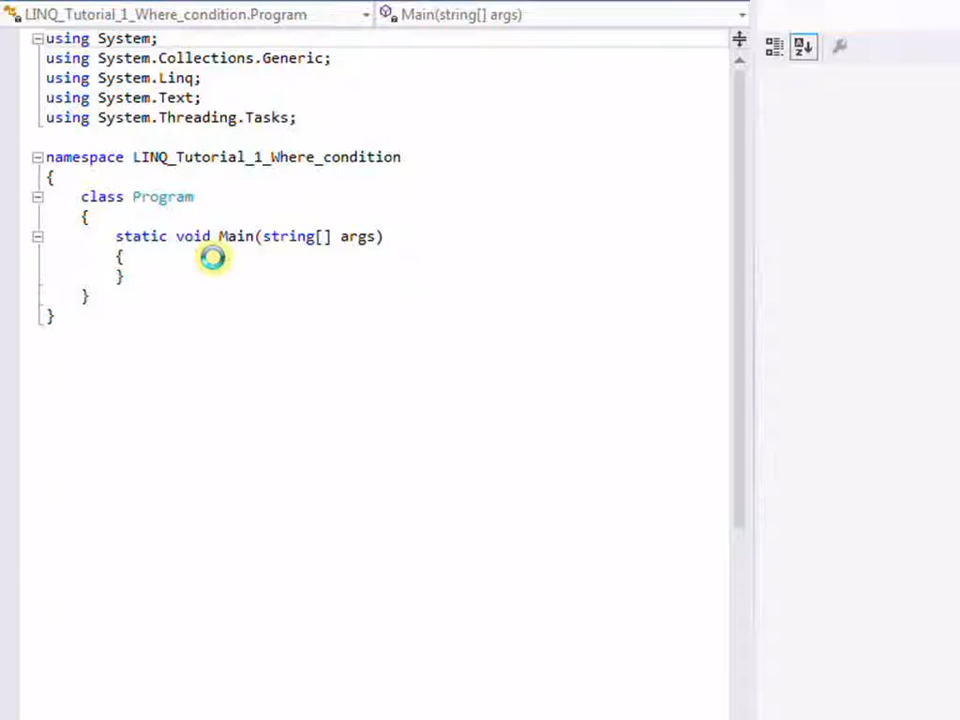 LINQ_Tutorial_1_Where_condition.Program
Main(string[] args)
using System;
using System.Collections.Generic;
using System.Linq;
using System.Text;
using System.Threading.Tasks;
namespace LINQ_Tutorial_1_Where_condition
{
class Program
{
static void Main(string[] args)
{
}
}
}